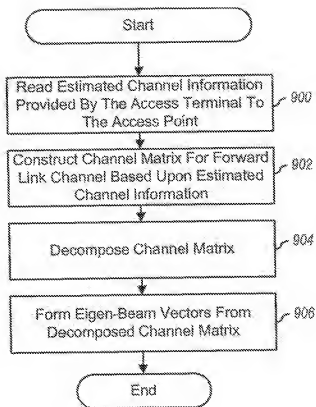 Start
Read Estimated Channel Information
Provided By The Access Terminal To
The Access Point
900
Construct Channel Matrix For Forward
Link Channel Based Upon Estimated
Channel Information
902
Decompose Channel Matrix
904
Form Eigen-Beam Vectors From
Decomposed Channel Matrix
906
End